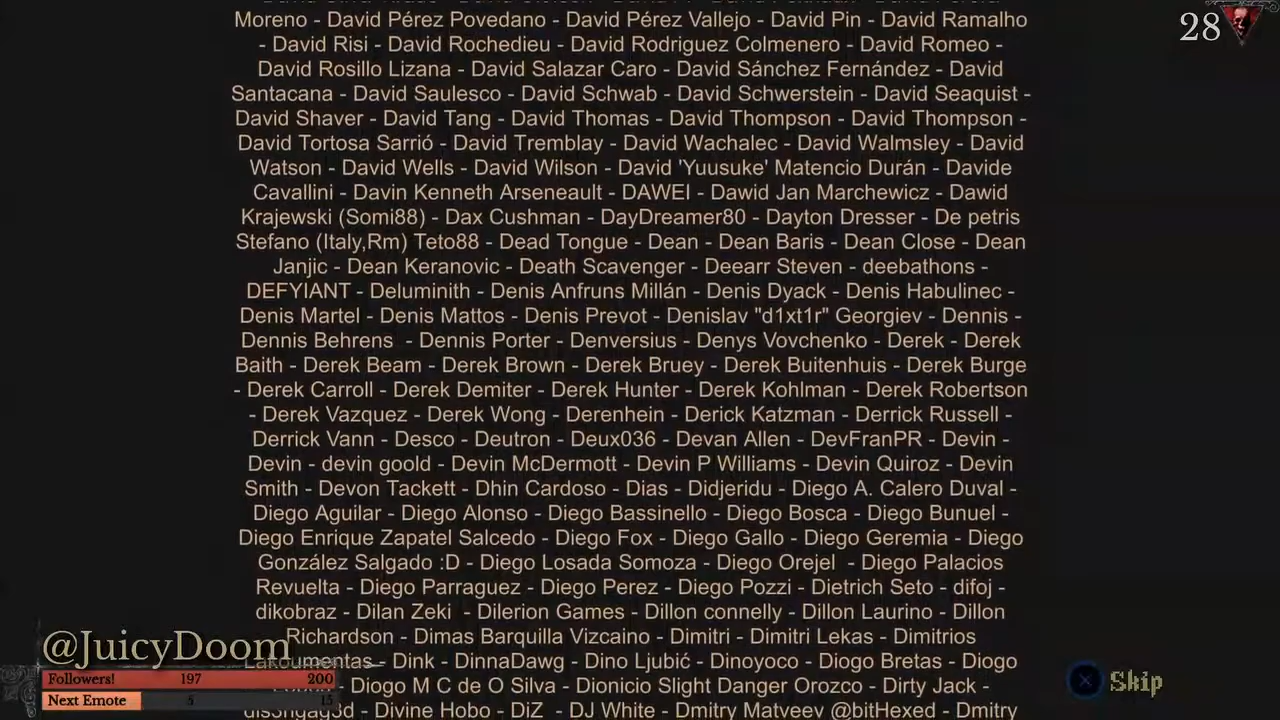 28
Moreno - David Pérez Povedano - David Pérez Vallejo - David Pin - David Ramalho
- David Risi - David Rochedieu - David Rodriguez Colmenero - David Romeo -
David Rosillo Lizana - David Salazar Caro - David Sánchez Fernández - David
Santacana - David Saulesco - David Schwab - David Schwerstein - David Seaquist -
David Shaver - David Tang - David Thomas - David Thompson - David Thompson -
David Tortosa Sarrió - David Tremblay - David Wachalec - David Walmsley - David
Watson - David Wells - David Wilson - David 'Yuusuke' Matencio Durán - Davide
Cavallini - Davin Kenneth Arseneault - DAWEI - Dawid Jan Marchewicz - Dawid
Krajewski (Somi88) - Dax Cushman - DayDreamer80 - Dayton Dresser - De petris
Stefano (Italy,Rm) Teto88 - Dead Tongue - Dean - Dean Baris - Dean Close - Dean
Janjic - Dean Keranovic - Death Scavenger - Deearr Steven - deebathons -
DEFYIANT - Deluminith - Denis Anfruns Millán - Denis Dyack - Denis Habulinec -
Denis Martel - Denis Mattos - Denis Prevot - Denislav "d1xt1r" Georgiev - Dennis -
Dennis Behrens - Dennis Porter - Denversius - Denys Vovchenko - Derek - Derek
Baith - Derek Beam - Derek Brown - Derek Bruey - Derek Buitenhuis - Derek Burge
- Derek Carroll - Derek Demiter - Derek Hunter - Derek Kohlman - Derek Robertson
- Derek Vazquez - Derek Wong - Derenhein - Derick Katzman - Derrick Russell -
Derrick Vann - Desco - Deutron - Deux036 - Devan Allen - DevFranPR - Devin -
Devin - devin goold - Devin McDermott - Devin P Williams - Devin Quiroz - Devin
Smith - Devon Tackett - Dhin Cardoso - Dias - Didjeridu - Diego A. Calero Duval -
Diego Aguilar - Diego Alonso - Diego Bassinello - Diego Bosca - Diego Bunuel -
Diego Enrique Zapatel Salcedo - Diego Fox - Diego Gallo - Diego Geremia - Diego
González Salgado :D - Diego Losada Somoza - Diego Orejel - Diego Palacios
Revuelta - Diego Parraguez - Diego Perez - Diego Pozzi - Dietrich Seto - difoj -
dikobraz - Dilan Zeki - Dilerion Games - Dillon connelly - Dillon Laurino - Dillon
Richardson - Dimas Barquilla Vizcaino - Dimitri - Dimitri Lekas - Dimitrios
- Dink - DinnaDawg - Dino Ljubić - Dinoyoco - Diogo Bretas - Diogo
- Diogo M C de O Silva - Dionicio Slight Danger Orozco - Dirty Jack -
- Divine Hobo - DiZ - DJ White - Dmitry Matveev @bitHexed - Dmitry
@JuicyDoom
Followers! 197 200
Next Emote 5 15
Skip